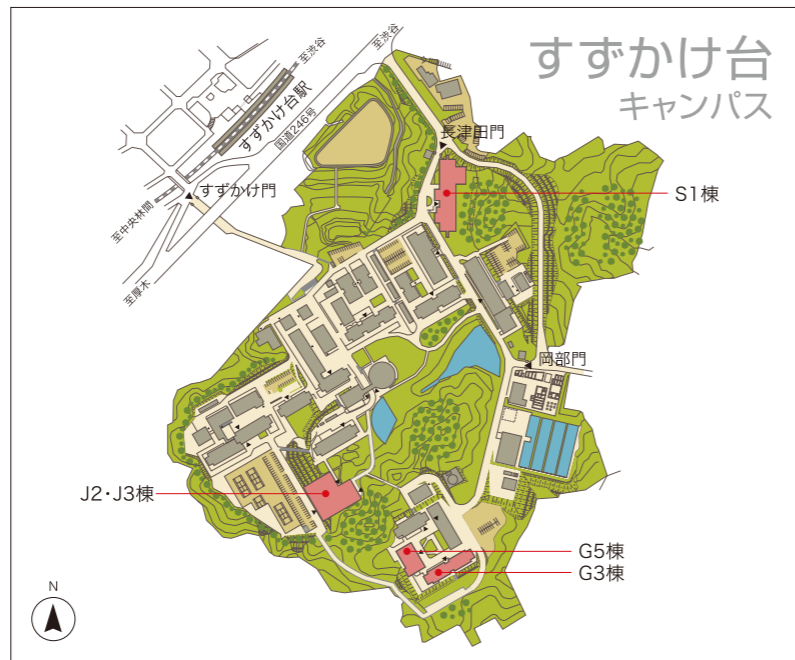 すずかけ台
キャンパス
至渋谷
至渋谷
すずかけ台駅
国道246号
長津田門
すずかけ門
S1棟
至中央林間
至厚木
岡部門
J2・J3棟
G5棟
G3棟
N